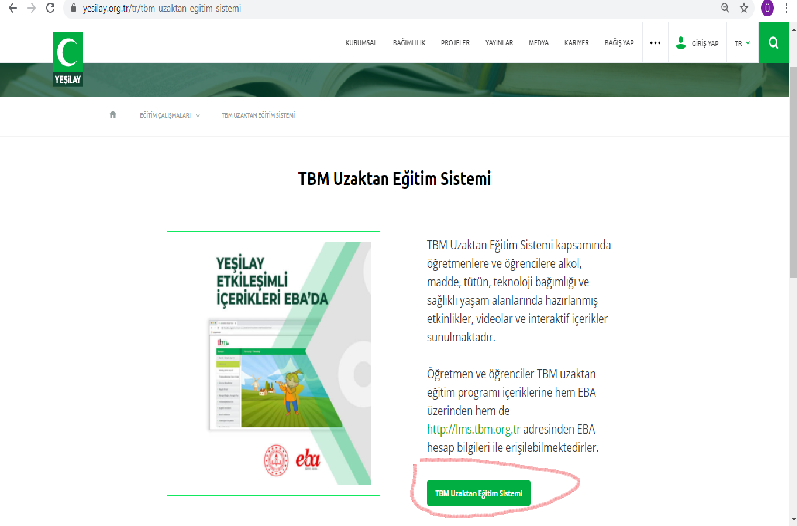 yesilay.org.tr/tr/tbm-uzaktan-egitim-sistemi
YEŞİLAY
KURUMSAL BAĞIMLILIK PROJELER YAYINLAR MEDYA KARİYER BAĞIŞ YAP ••• GİRİŞ YAP TR
EĞİTİM ÇALIŞMALARI TBM UZAKTAN EĞİTİM SİSTEMİ
TBM Uzaktan Eğitim Sistemi
YEŞİLAY
ETKİLEŞİMLİ
İÇERİKLERİ EBA'DA
eba
TBM Uzaktan Eğitim Sistemi kapsamında
öğretmenlere ve öğrencilere alkol,
madde, tütün, teknoloji bağımlığı ve
sağlıklı yaşam alanlarında hazırlanmış
etkinlikler, videolar ve interaktif içerikler
sunulmaktadır.
Öğretmen ve öğrenciler TBM uzaktan
eğitim programı içeriklerine hem EBA
üzerinden hem de
http://lms.tbm.org.tr adresinden EBA
hesap bilgileri ile erişilebilmektedirler.
TBM Uzaktan Eğitim Sistemi